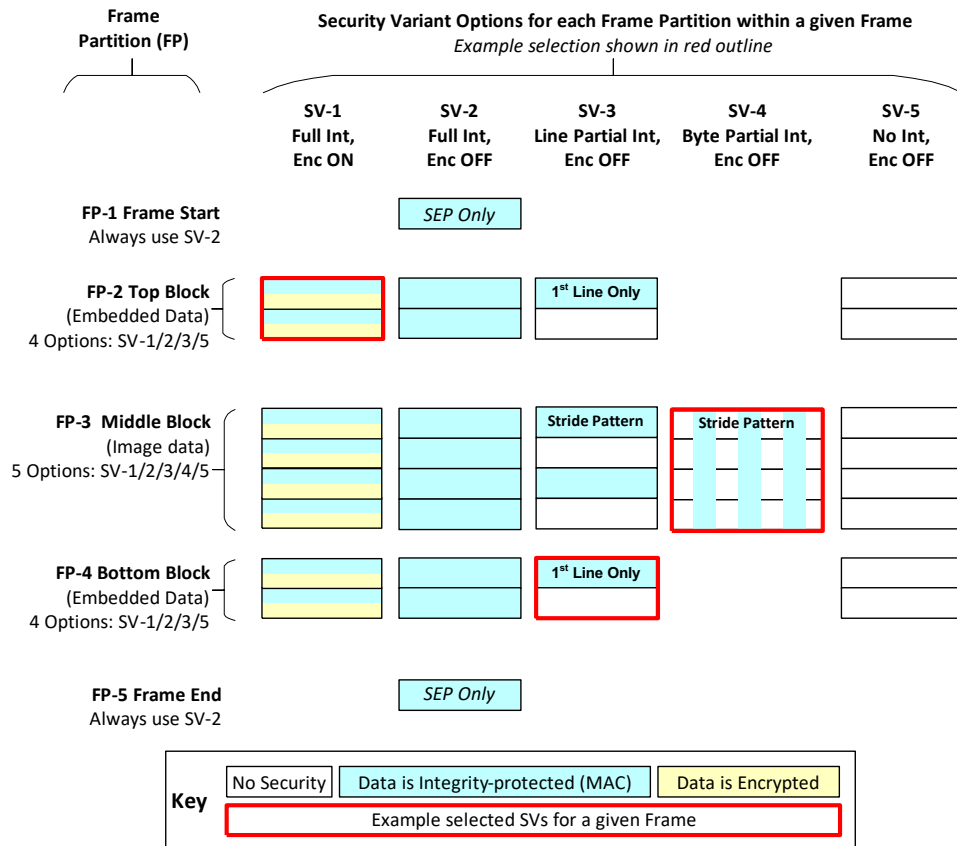 Frame
Partition (FP)
Security Variant Options for each Frame Partition within a given Frame
Example selection shown in red outline
SV-1
Full Int,
Enc ON
SV-2
Full Int,
Enc OFF
SV-3
Line Partial Int,
Enc OFF
SV-4
Byte Partial Int,
Enc OFF
SV-5
No Int,
Enc OFF
FP-1 Frame Start
Always use SV-2
SEP Only
FP-2 Top Block
(Embedded Data)
4 Options: SV-1/2/3/5
1st Line Only
FP-3 Middle Block
(Image data)
5 Options: SV-1/2/3/4/5
Stride Pattern
Stride Pattern
FP-4 Bottom Block
(Embedded Data)
4 Options: SV-1/2/3/5
1st Line Only
FP-5 Frame End
Always use SV-2
SEP Only
Key
No Security
Data is Integrity-protected (MAC)
Data is Encrypted
Example selected SVs for a given Frame